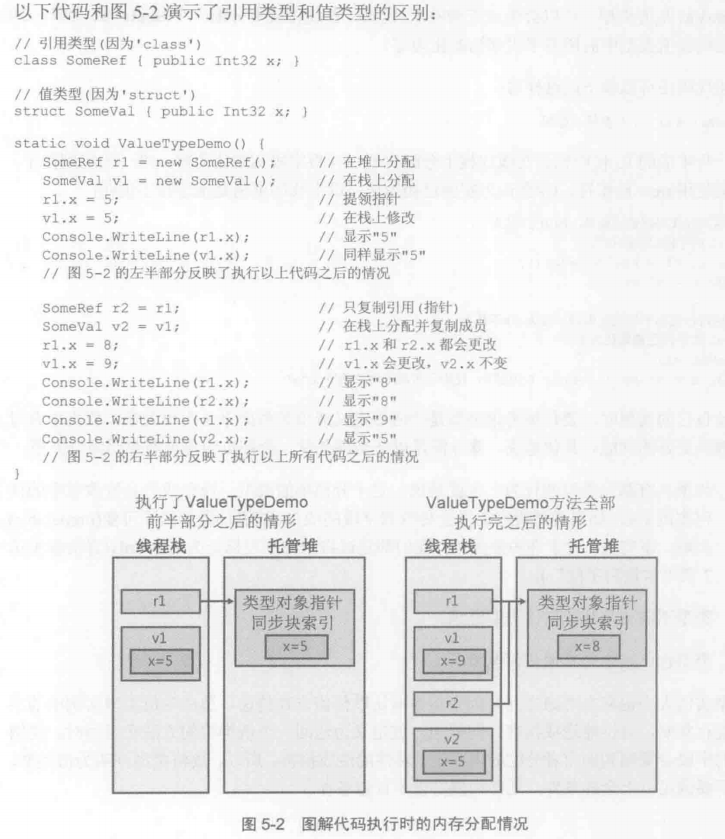 以下代码和图 5-2 演示了引用类型和值类型的区别：
// 引用类型(因为'class')
class SomeRef { public Int32 x; }
// 值类型(因为'struct')
struct SomeVal { public Int32 x; }
static void ValueTypeDemo() {
SomeRef r1 = new SomeRef(); // 在堆上分配
SomeVal v1 = new SomeVal(); // 在栈上分配
r1.x = 5; // 提领指针
v1.x = 5; // 在栈上修改
Console.WriteLine(r1.x); // 显示"5"
Console.WriteLine(v1.x); // 同样显示"5"
// 图 5-2 的左半部分反映了执行以上代码之后的情况
SomeRef r2 = r1; // 只复制引用(指针)
SomeVal v2 = v1; // 在栈上分配并复制成员
r1.x = 8; // r1.x 和 r2.x 都会更改
v1.x = 9; // v1.x 会更改，v2.x 不变
Console.WriteLine(r1.x); // 显示"8"
Console.WriteLine(r2.x); // 显示"8"
Console.WriteLine(v1.x); // 显示"9"
Console.WriteLine(v2.x); // 显示"5"
// 图 5-2 的右半部分反映了执行以上所有代码之后的情况
}
执行了ValueTypeDemo
前半部分之后的情形
线程栈 托管堆
r1
v1
x=5
类型对象指针
同步块索引
x=5
ValueTypeDemo方法全部
执行完之后的情形
线程栈 托管堆
r1
v1
x=9
r2
v2
x=5
类型对象指针
同步块索引
x=8
图 5-2 图解代码执行时的内存分配情况